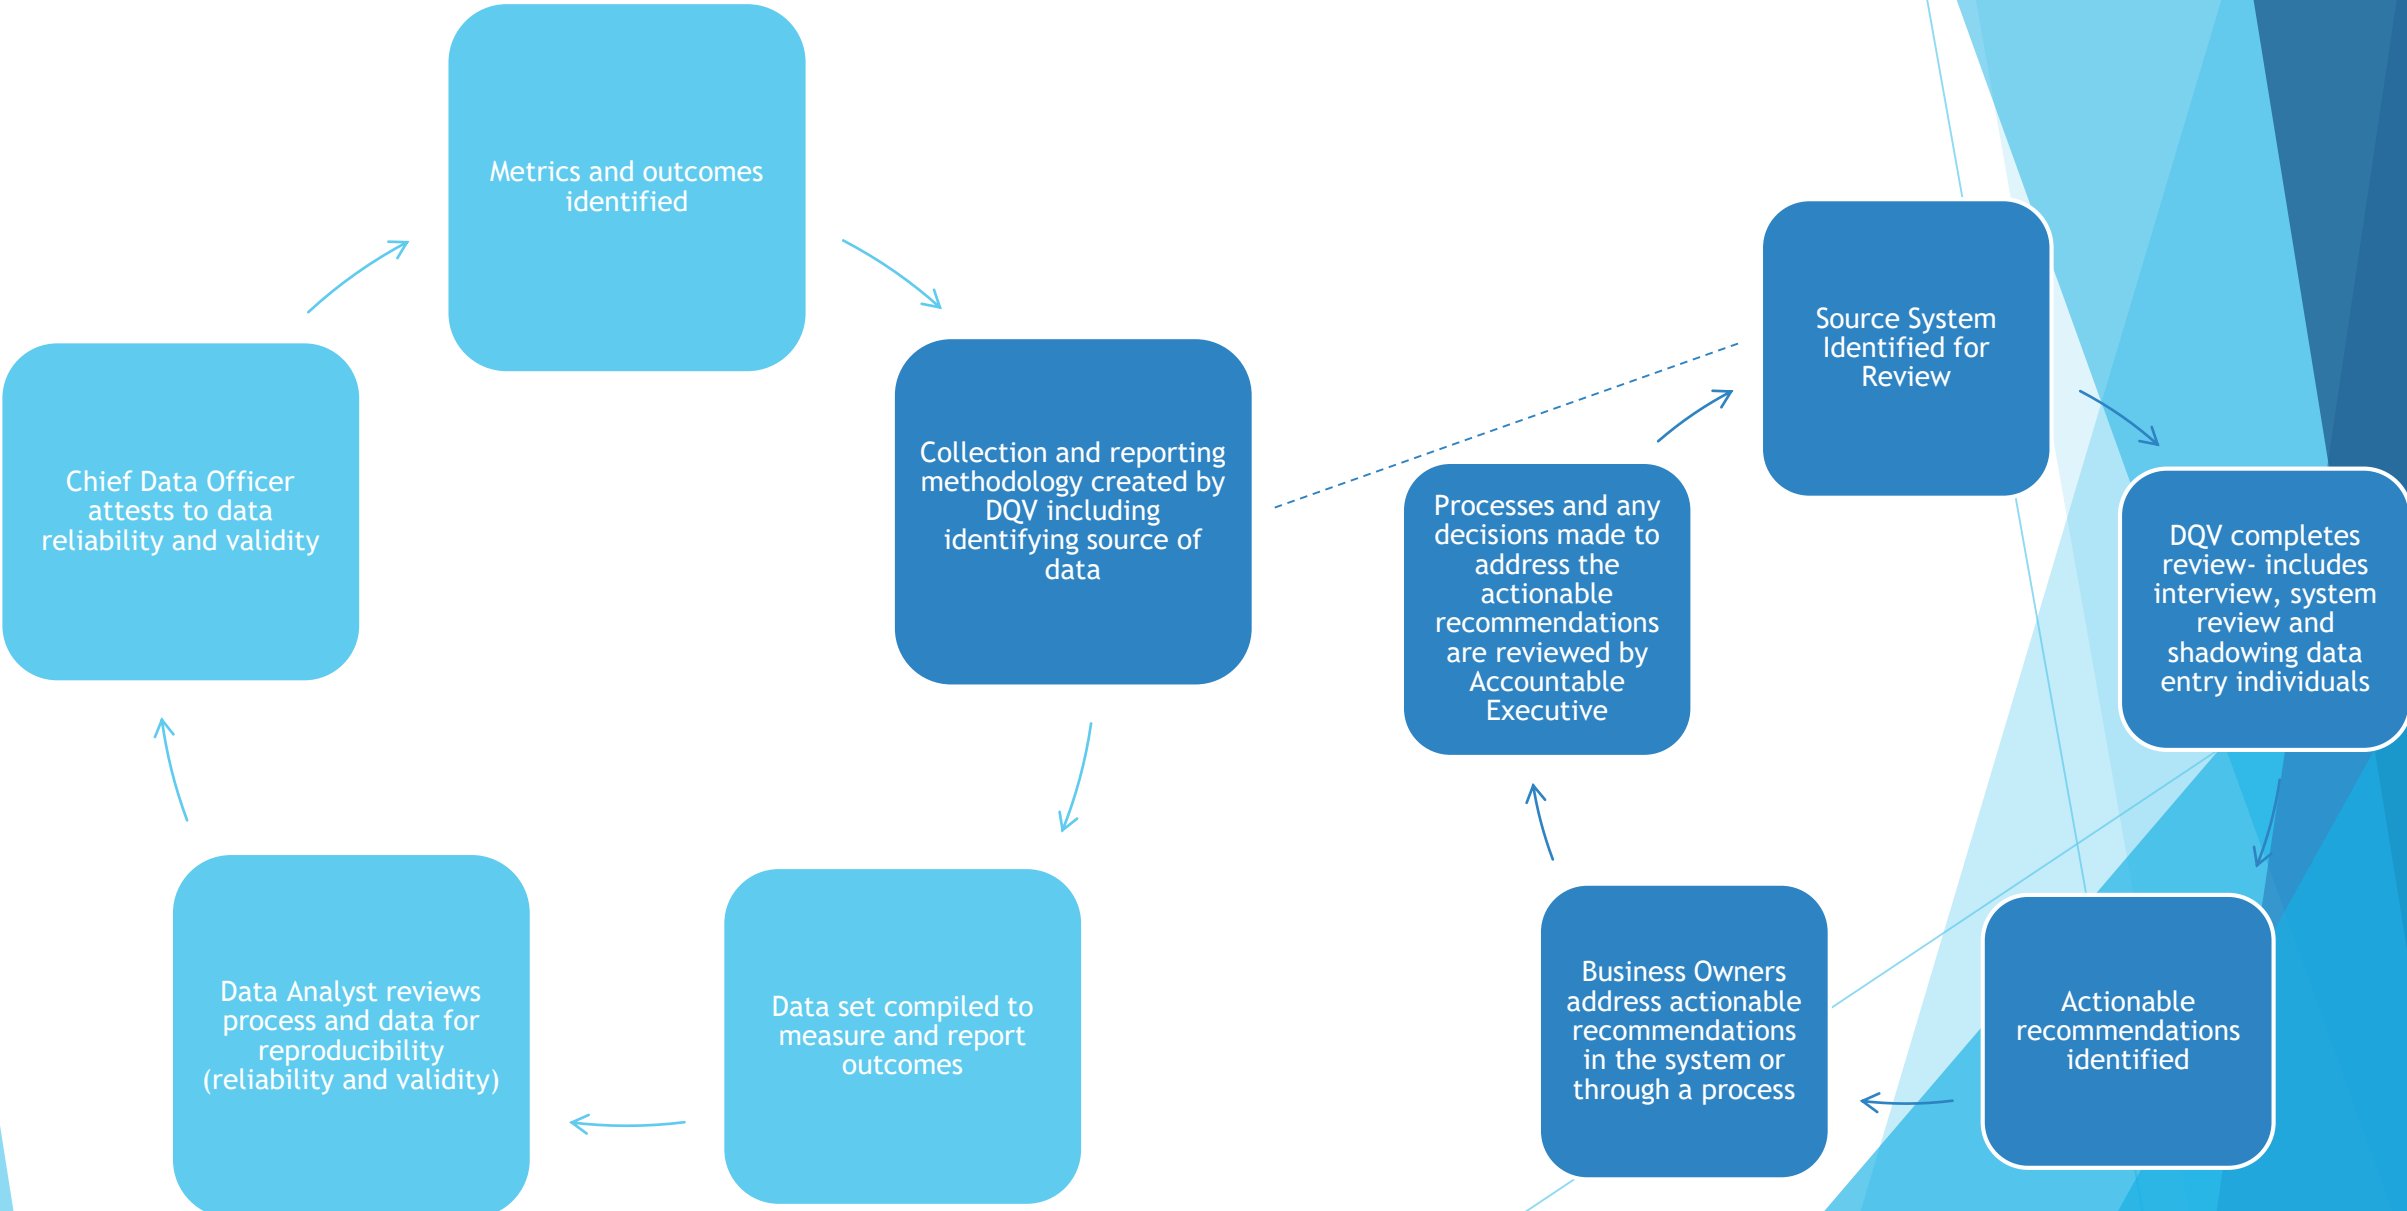 Metrics and outcomes
identified
Collection and reporting
methodology created by
DQV including
identifying source of
data
Data set compiled to
measure and report
outcomes
Data Analyst reviews
process and data for
reproducibility
(reliability and validity)
Chief Data Officer
attests to data
reliability and validity
Source System
Identified for
Review
DQV completes
review- includes
interview, system
review and
shadowing data
entry individuals
Actionable
recommendations
identified
Business Owners
address actionable
recommendations
in the system or
through a process
Processes and any
decisions made to
address the
actionable
recommendations
are reviewed by
Accountable
Executive